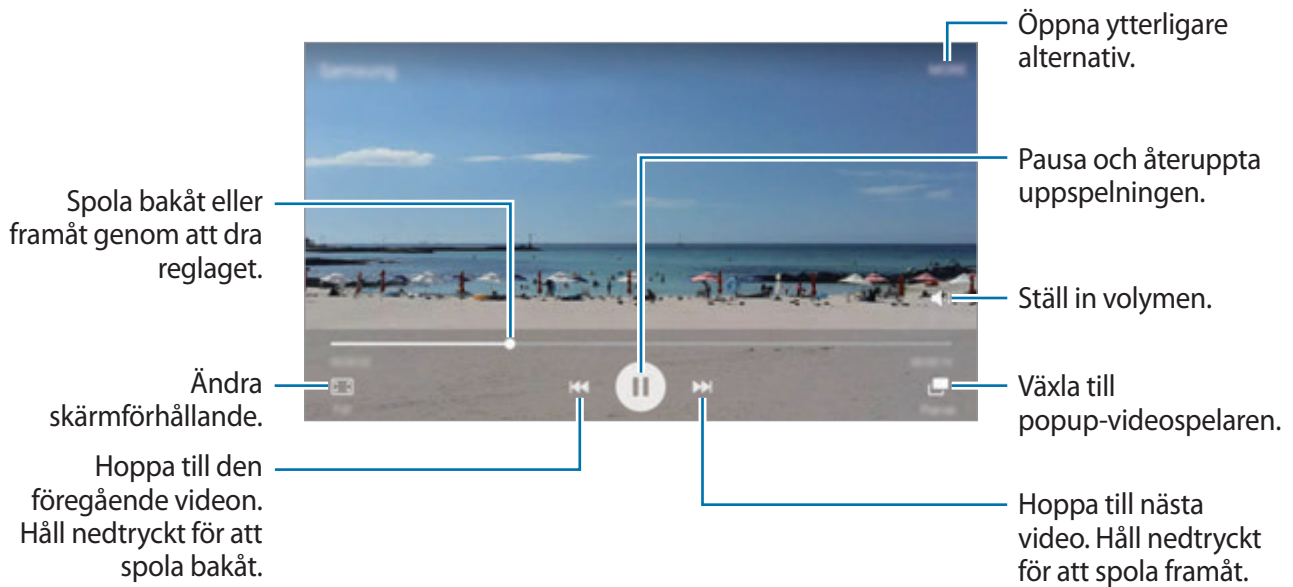 Öppna ytterligare
alternativ.
Pausa och återuppta
uppspelningen.
Spola bakåt eller
framåt genom att dra
reglaget.
Ställ in volymen.
Ändra
skärmförhållande.
Växla till
popup-videospelaren.
Hoppa till den
föregående videon.
Håll nedtryckt för att
spola bakåt.
Hoppa till nästa
video. Håll nedtryckt
för att spola framåt.
Samsung
MORE